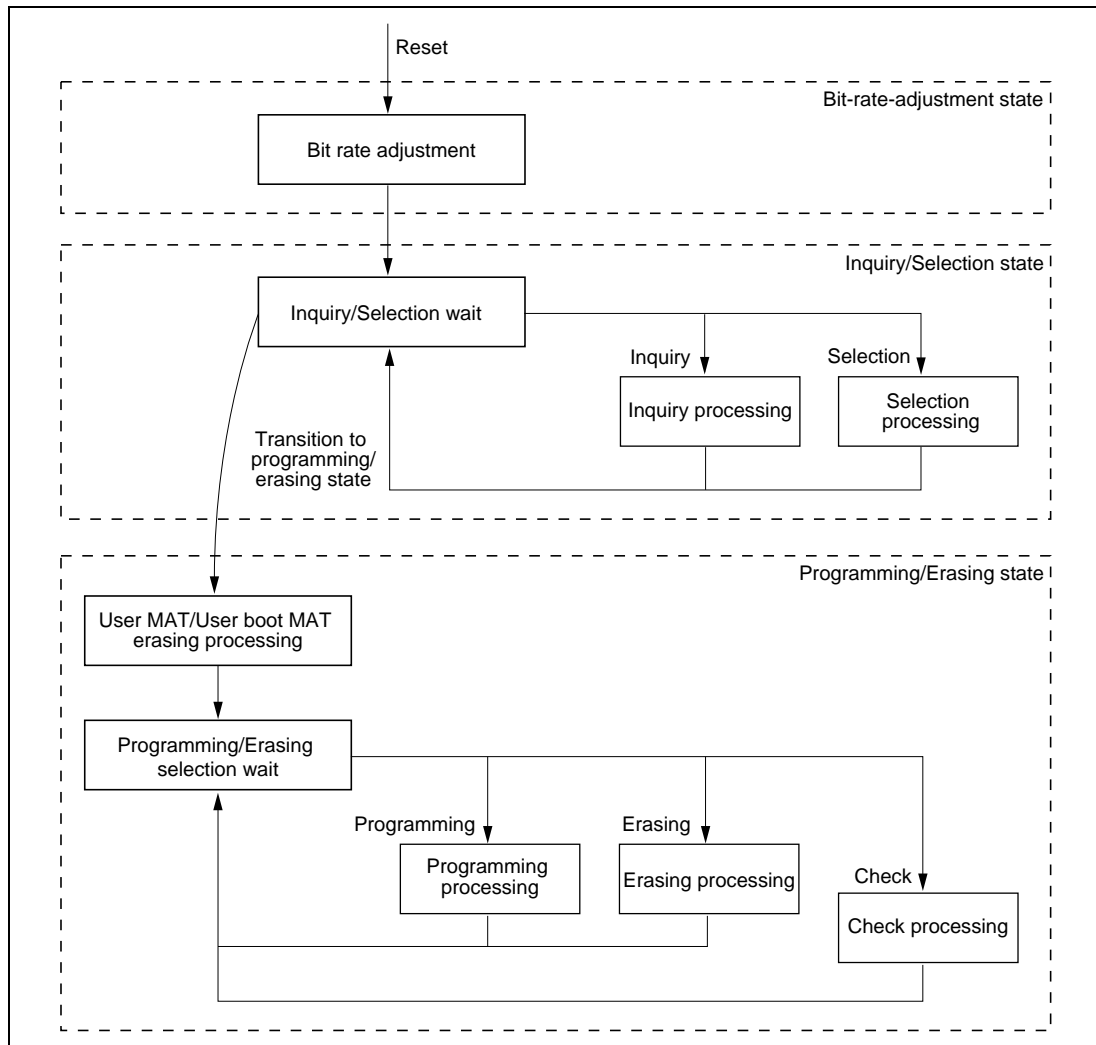 Reset
Bit-rate-adjustment state
Bit rate adjustment
Inquiry/Selection state
Inquiry/Selection wait
Inquiry
Selection
Inquiry processing
Selection
processing
Transition to
programming/
erasing state
Programming/Erasing state
User MAT/User boot MAT
erasing processing
Programming/Erasing
selection wait
Programming
Erasing
Programming
processing
Erasing processing
Check
Check processing